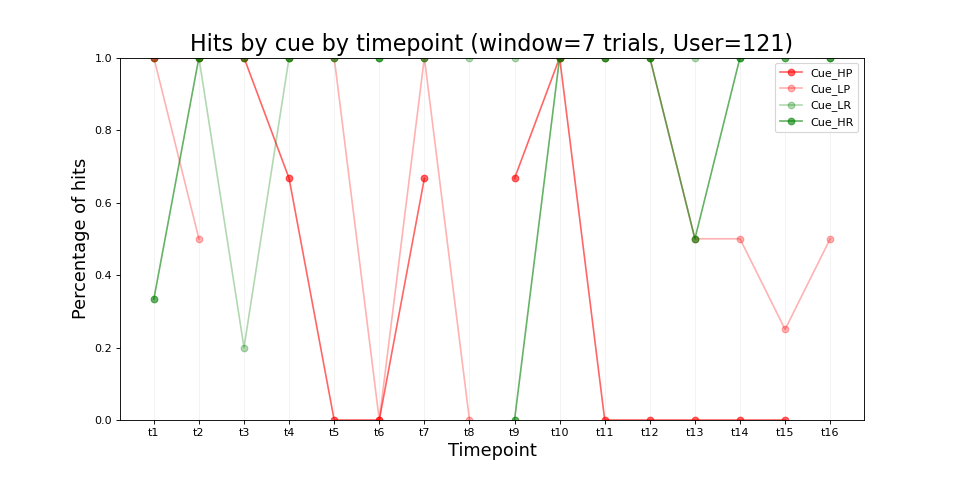 Hits by cue by timepoint (window=7 trials, User=121)
1.0
0.8
0.6
0.4
0.2
0.0
Percentage of hits
Cue_HP
Cue_LP
Cue_LR
Cue_HR
t1 t2 t3 t4 t5 t6 t7 t8 t9 t10 t11 t12 t13 t14 t15 t16
Timepoint